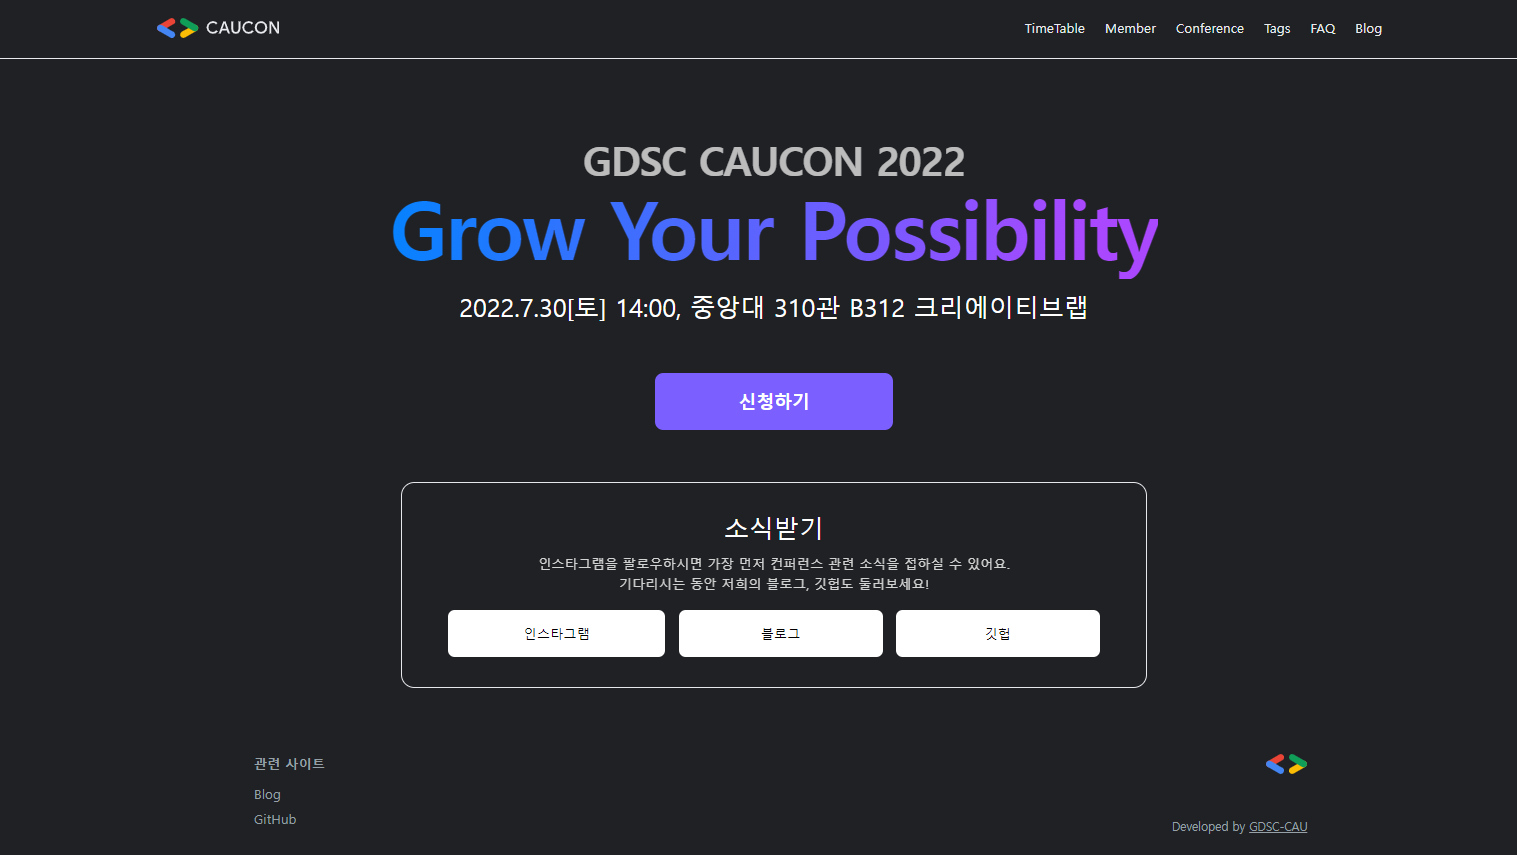 CAUCON
TimeTable Member Conference Tags FAQ Blog
GDSC CAUCON 2022
Grow Your Possibility
2022.7.30[토] 14:00, 중앙대 310관 B312 크리에이티브랩
신청하기
소식받기
인스타그램을 팔로우하시면 가장 먼저 컨퍼런스 관련 소식을 접하실 수 있어요.
기다리시는 동안 저희의 블로그, 깃헙도 둘러보세요!
인스타그램 블로그 깃헙
관련 사이트
Blog
GitHub
Developed by GDSC-CAU